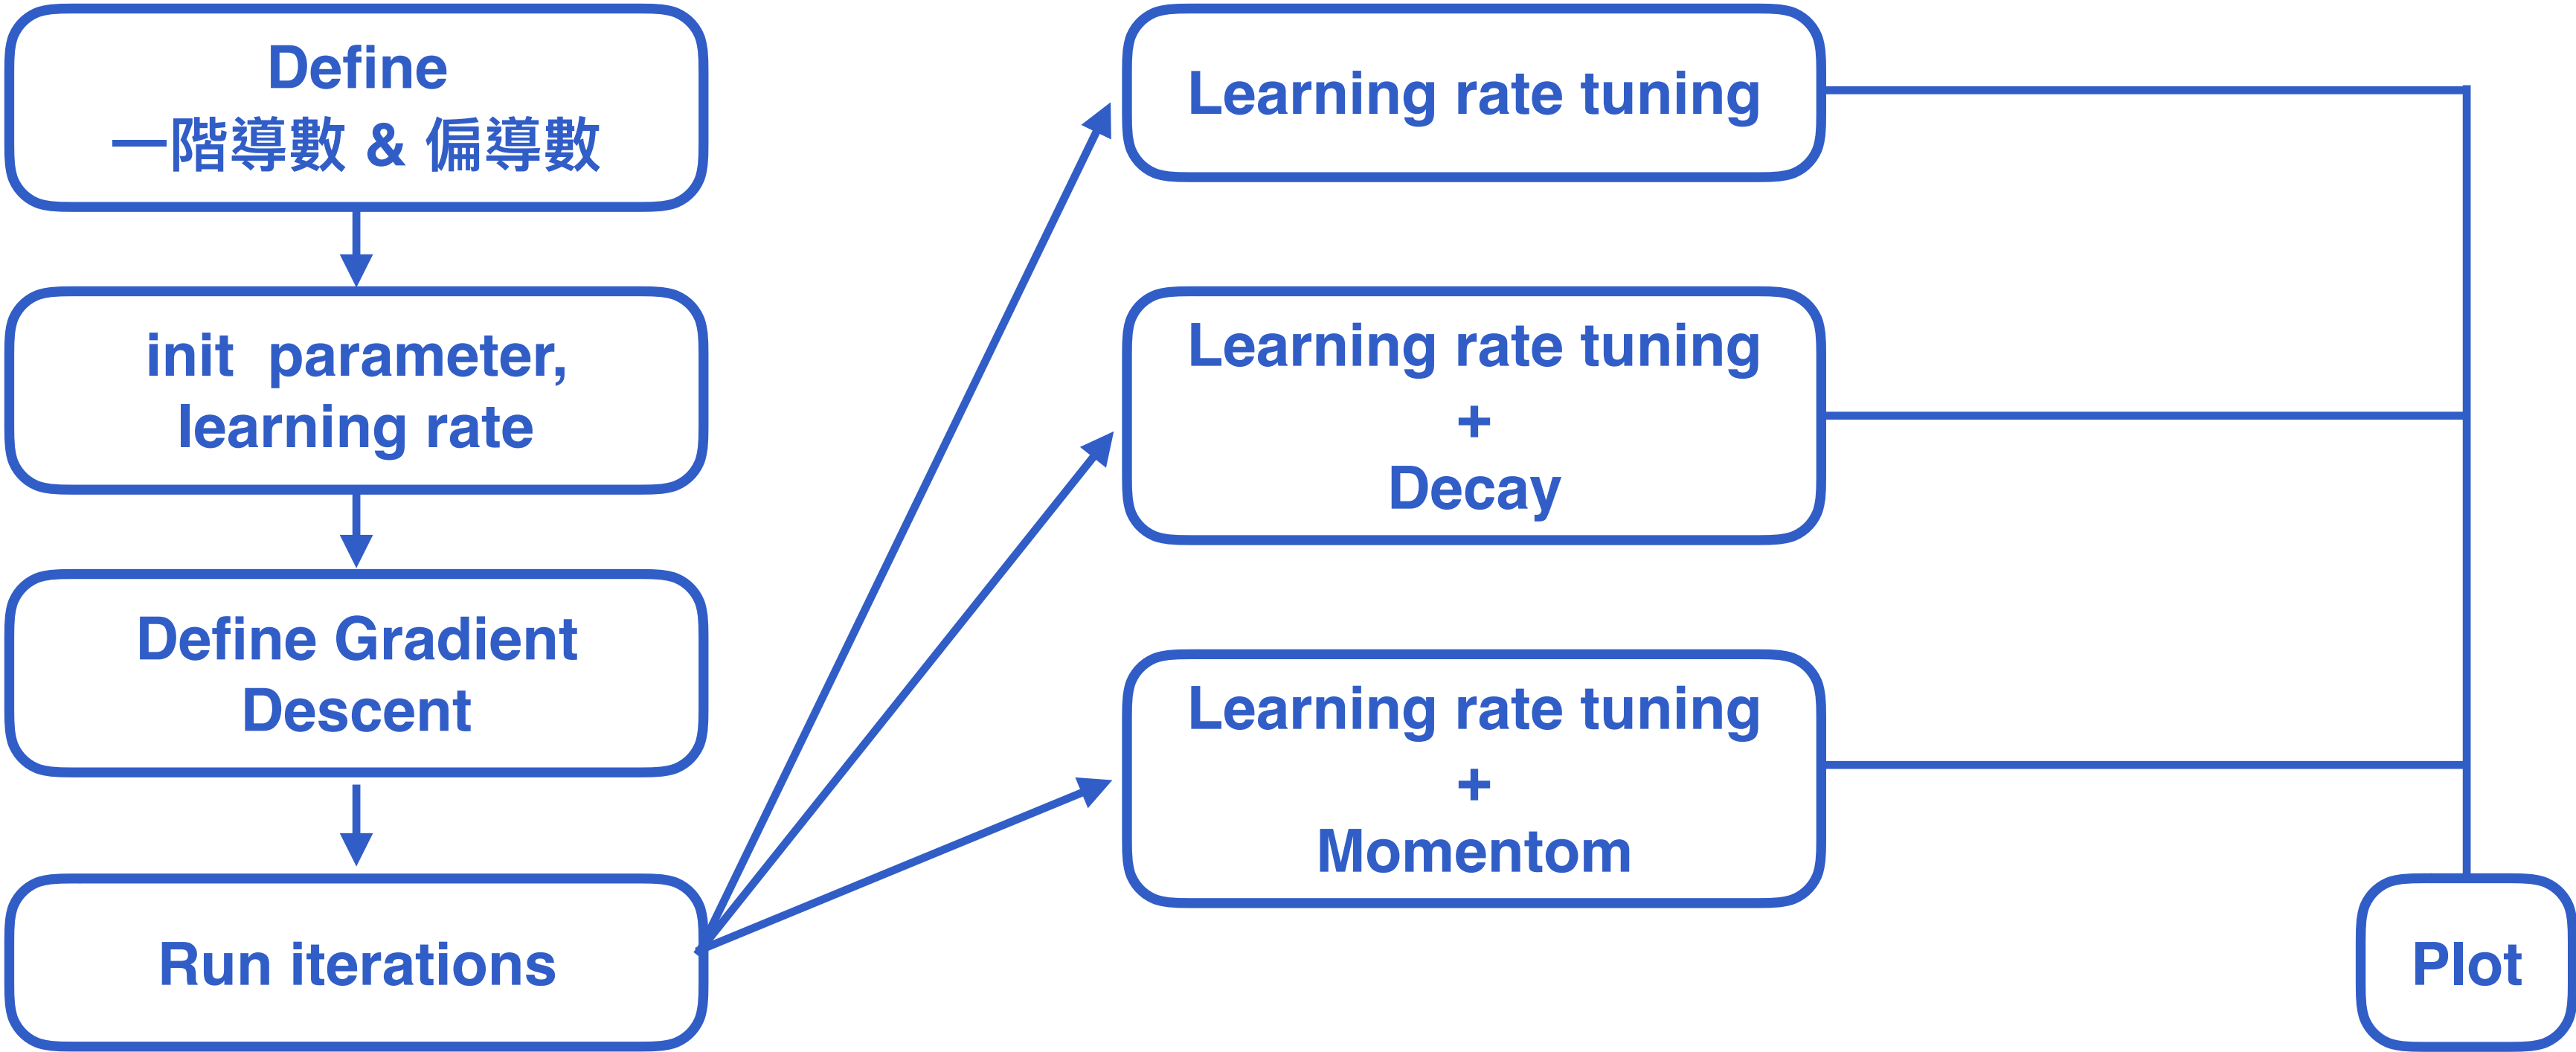 Define
一階導數 & 偏導數
init parameter,
learning rate
Define Gradient
Descent
Run iterations
Learning rate tuning
Learning rate tuning
+
Decay
Learning rate tuning
+
Momentom
Plot